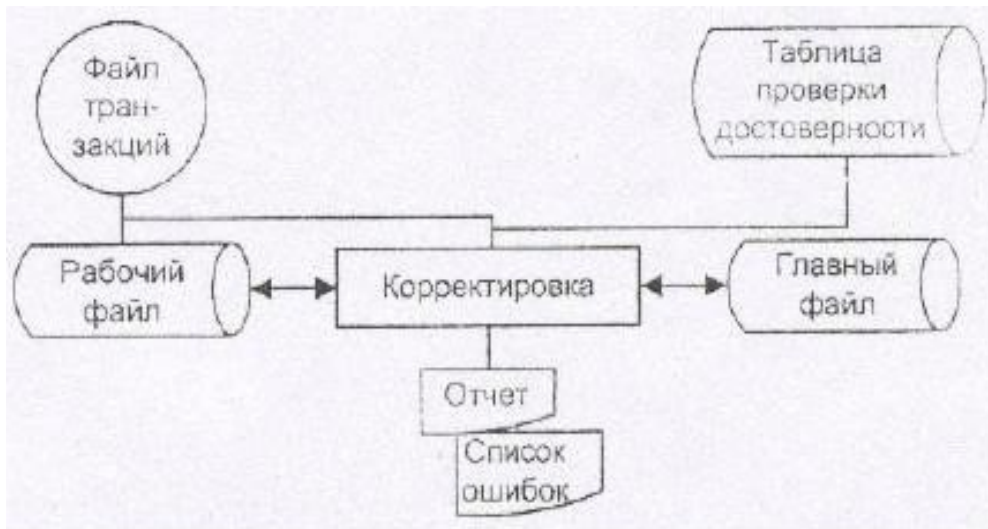 Файл
тран-
закций
Таблица
проверки
достоверности
Рабочий
файл
Корректировка
Главный
файл
Отчет
Список
ошибок